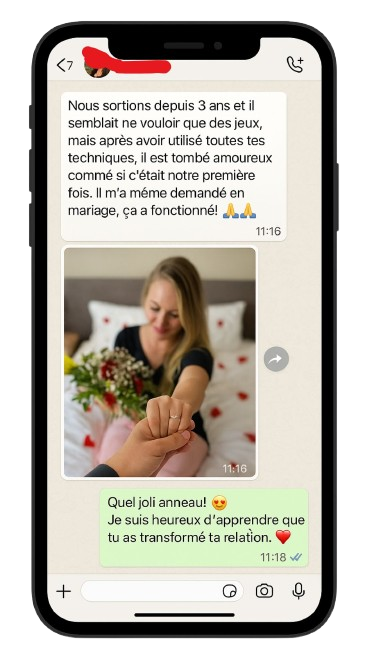 7
Nous sortions depuis 3 ans et il
semblait ne vouloir que des jeux,
mais après avoir utilisé toutes tes
techniques, il est tombé amoureux
commé si c'était notre première
fois. Il m'a méme demandé en
mariage, ça a fonctionné! 🙏🙏
11:16
11:16
Quel joli anneau! 😍
Je suis heureux d'apprendre que
tu as transformé ta relation. ❤️
11:18